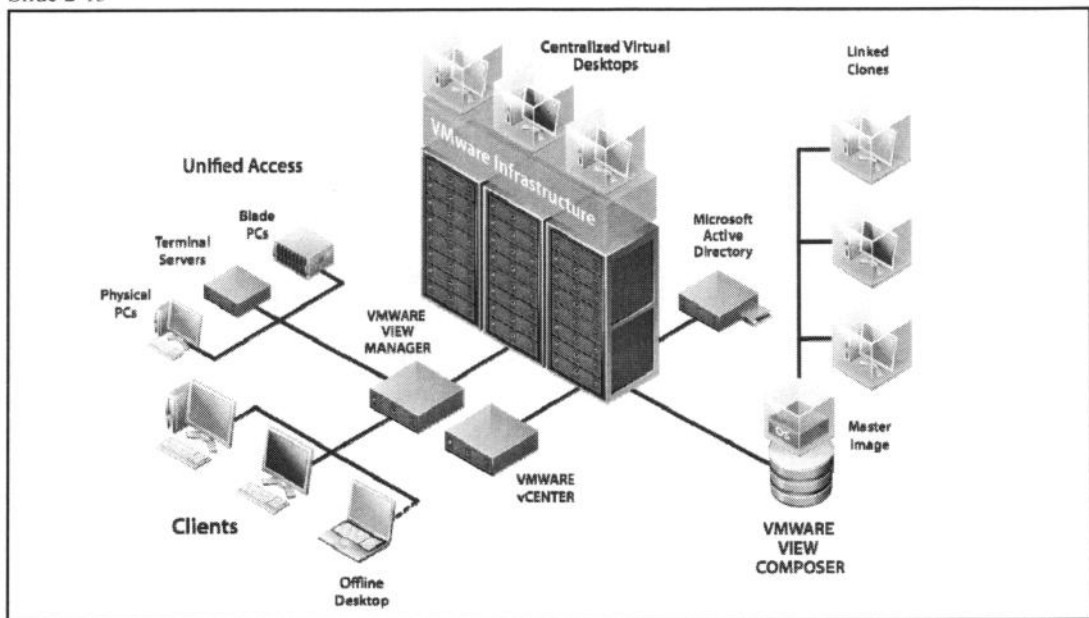 Centralized Virtual
Desktops
Linked
Clones
VMware Infrastructure
Unified Access
Blade
PCs
Terminal
Servers
Physical
PCs
Microsoft
Active
Directory
VMWARE
VIEW
MANAGER
OS
Master
Image
VMWARE
vCENTER
Clients
VMWARE
VIEW
COMPOSER
Offline
Desktop